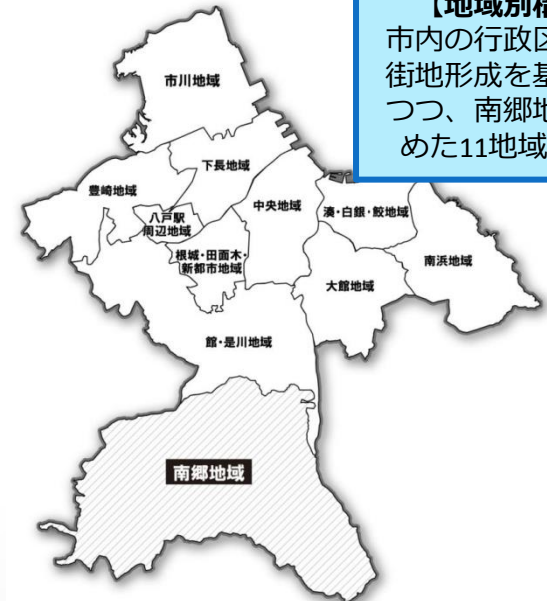 【地域別構
市内の行政区
街地形成を基
つつ、南郷地
めた11地域
市川地域
下長地域
豊崎地域
八戸駅
周辺地域
中央地域
湊・白銀・鮫地域
根城・田面木・
新都市地域
南浜地域
大館地域
館・是川地域
南郷地域